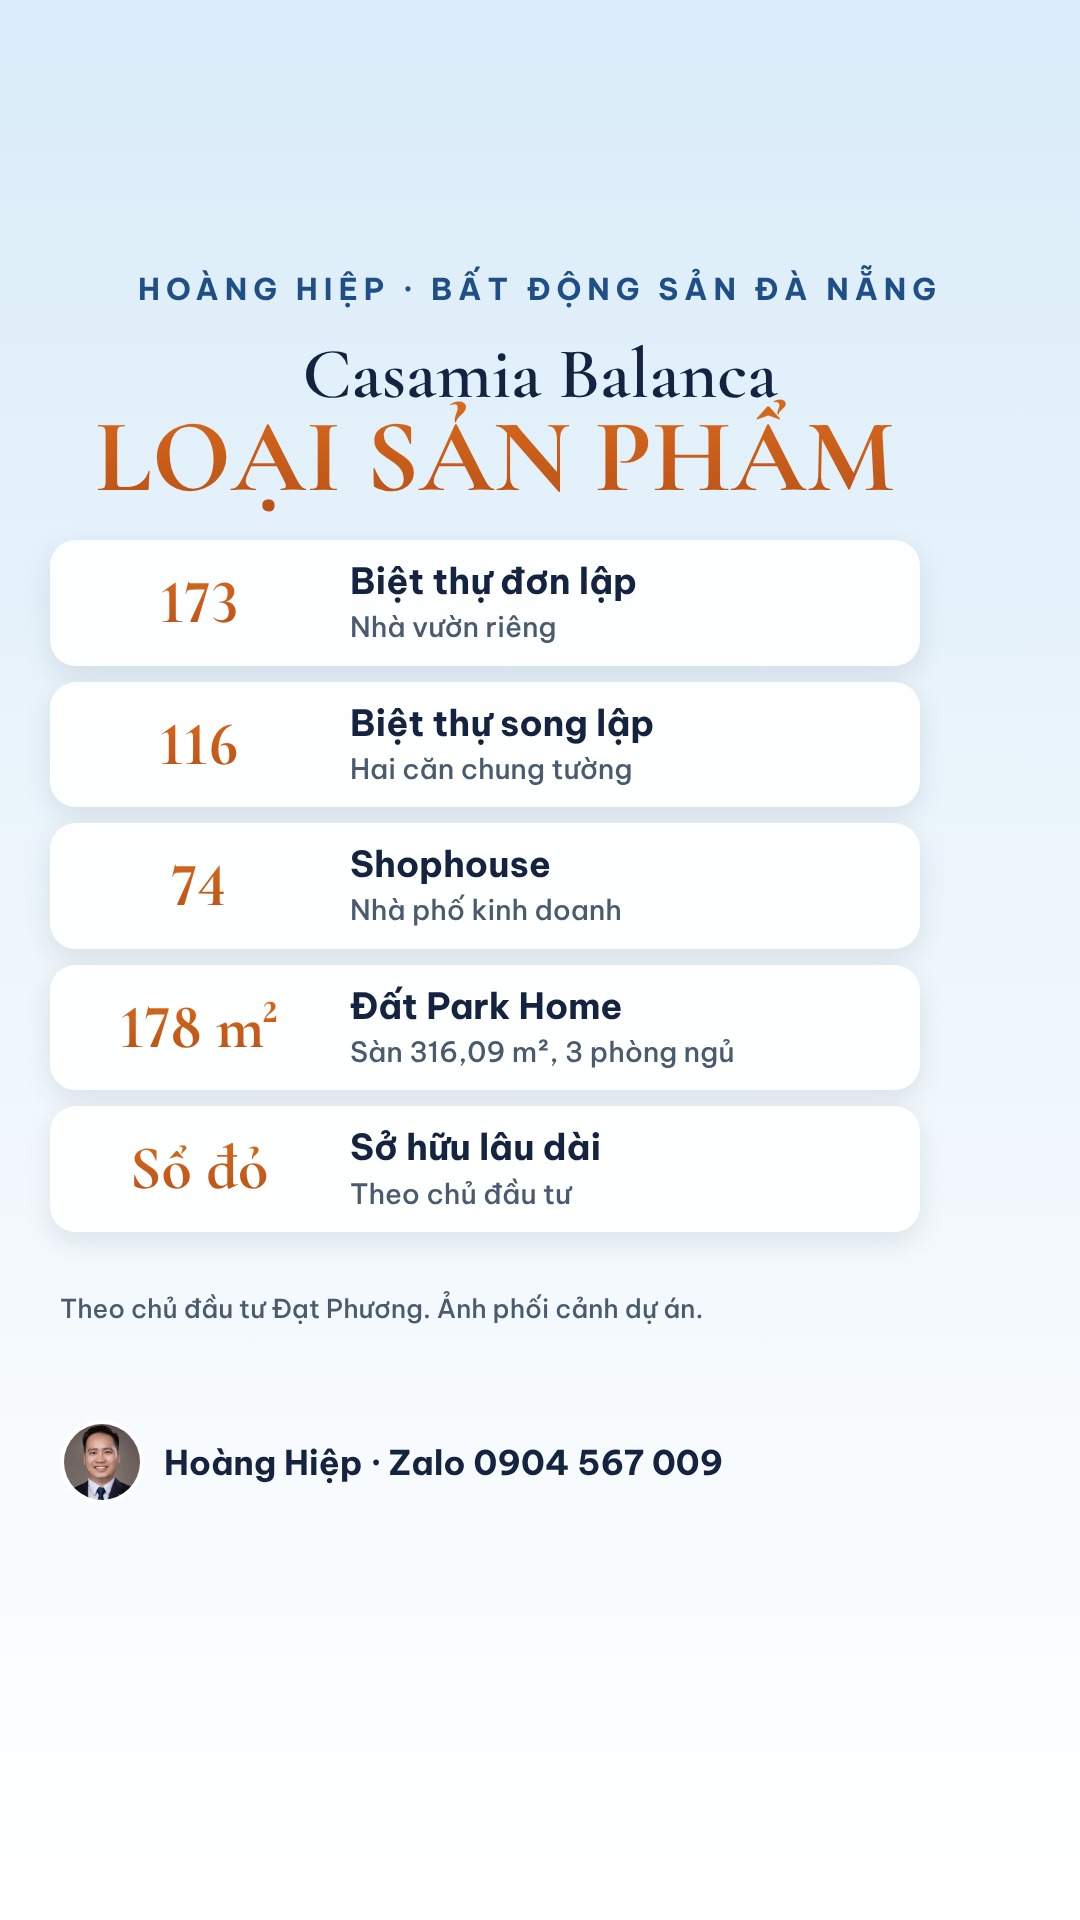 HOÀNG HIỆP · BẤT ĐỘNG SẢN ĐÀ NẴNG
Casamia Balanca
LOẠI SẢN PHẨM
173
Biệt thự đơn lập
Nhà vườn riêng
116
Biệt thự song lập
Hai căn chung tường
74
Shophouse
Nhà phố kinh doanh
178 m²
Đất Park Home
Sàn 316,09 m², 3 phòng ngủ
Sổ đỏ
Sở hữu lâu dài
Theo chủ đầu tư
Theo chủ đầu tư Đạt Phương. Ảnh phối cảnh dự án.
Hoàng Hiệp · Zalo 0904 567 009